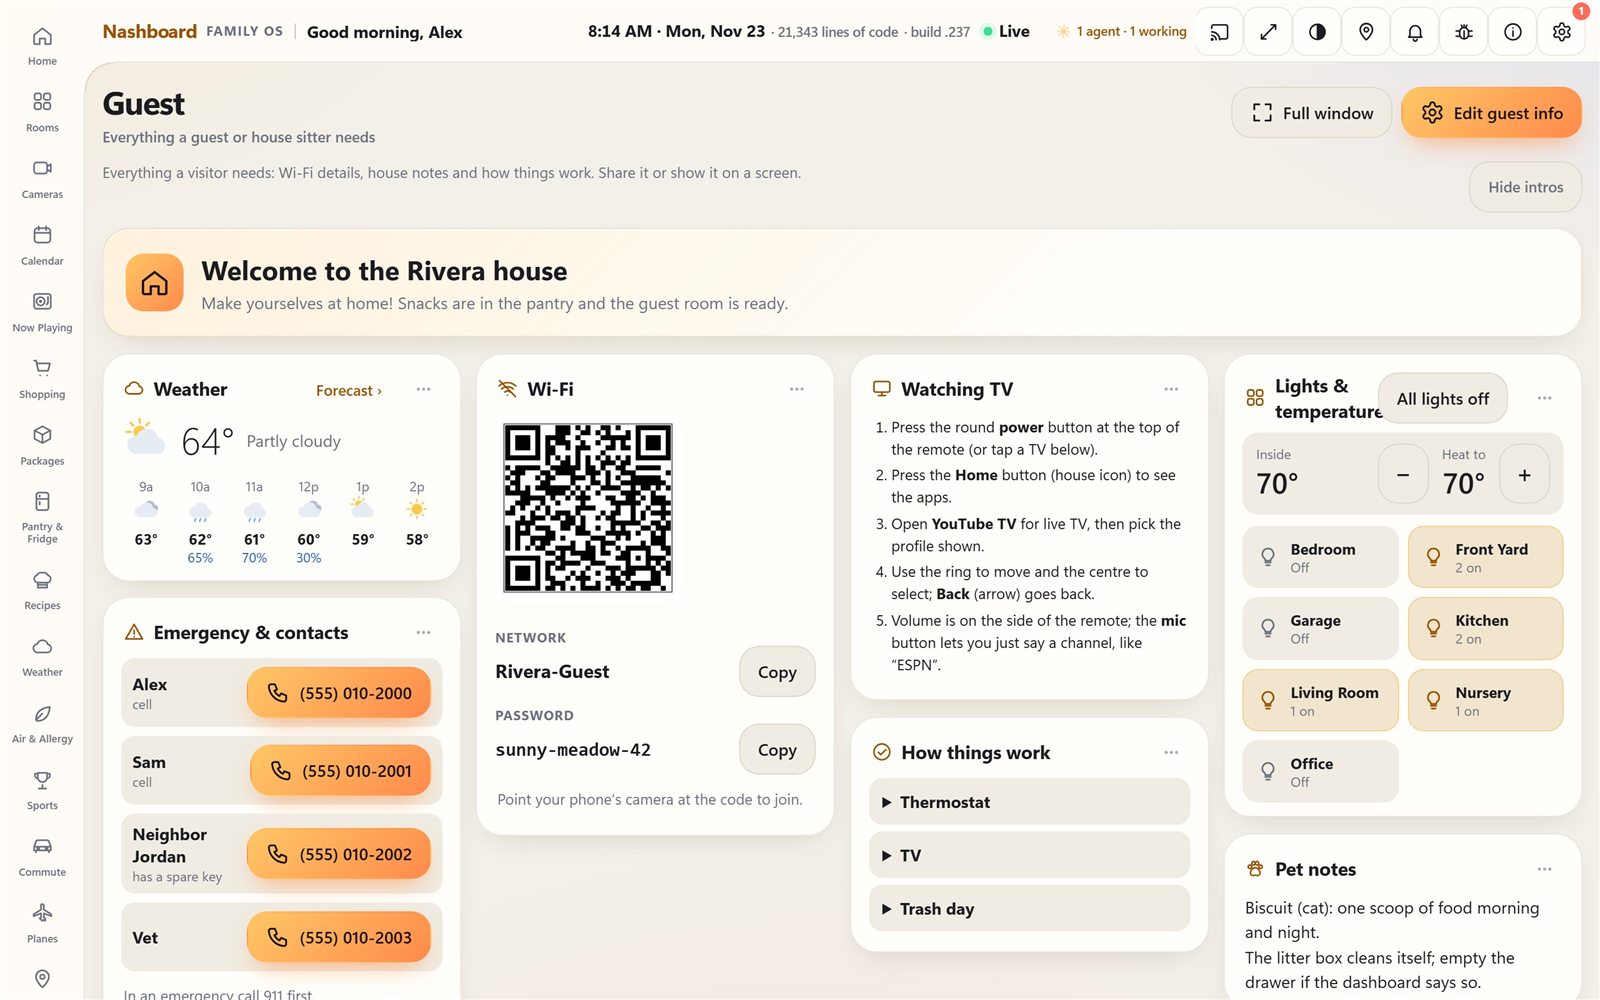 Nashboard FAMILY OS Good morning, Alex
8:14 AM · Mon, Nov 23 · 21,343 lines of code · build .237 Live
1 agent · 1 working
1
Home
Rooms
Cameras
Calendar
Now Playing
Shopping
Packages
Pantry &
Fridge
Recipes
Weather
Air & Allergy
Sports
Commute
Planes
Guest
Everything a guest or house sitter needs
Everything a visitor needs: Wi-Fi details, house notes and how things work. Share it or show it on a screen.
Full window
Edit guest info
Hide intros
Welcome to the Rivera house
Make yourselves at home! Snacks are in the pantry and the guest room is ready.
Weather
Forecast ›
64° Partly cloudy
9a 10a 11a 12p 1p 2p
63° 62° 61° 60° 59° 58°
65% 70% 30%
Emergency & contacts
Alex
cell
(555) 010-2000
Sam
cell
(555) 010-2001
Neighbor
Jordan
has a spare key
(555) 010-2002
Vet
(555) 010-2003
In an emergency call 911 first.
Wi-Fi
NETWORK
Rivera-Guest
Copy
PASSWORD
sunny-meadow-42
Copy
Point your phone's camera at the code to join.
Watching TV
1. Press the round power button at the top of
the remote (or tap a TV below).
2. Press the Home button (house icon) to see
the apps.
3. Open YouTube TV for live TV, then pick the
profile shown.
4. Use the ring to move and the centre to
select; Back (arrow) goes back.
5. Volume is on the side of the remote; the mic
button lets you just say a channel, like
“ESPN”.
How things work
Thermostat
TV
Trash day
Lights &
temperature
All lights off
Inside
70°
−
Heat to
70°
+
Bedroom
Off
Front Yard
2 on
Garage
Off
Kitchen
2 on
Living Room
1 on
Nursery
1 on
Office
Off
Pet notes
Biscuit (cat): one scoop of food morning
and night.
The litter box cleans itself; empty the
drawer if the dashboard says so.